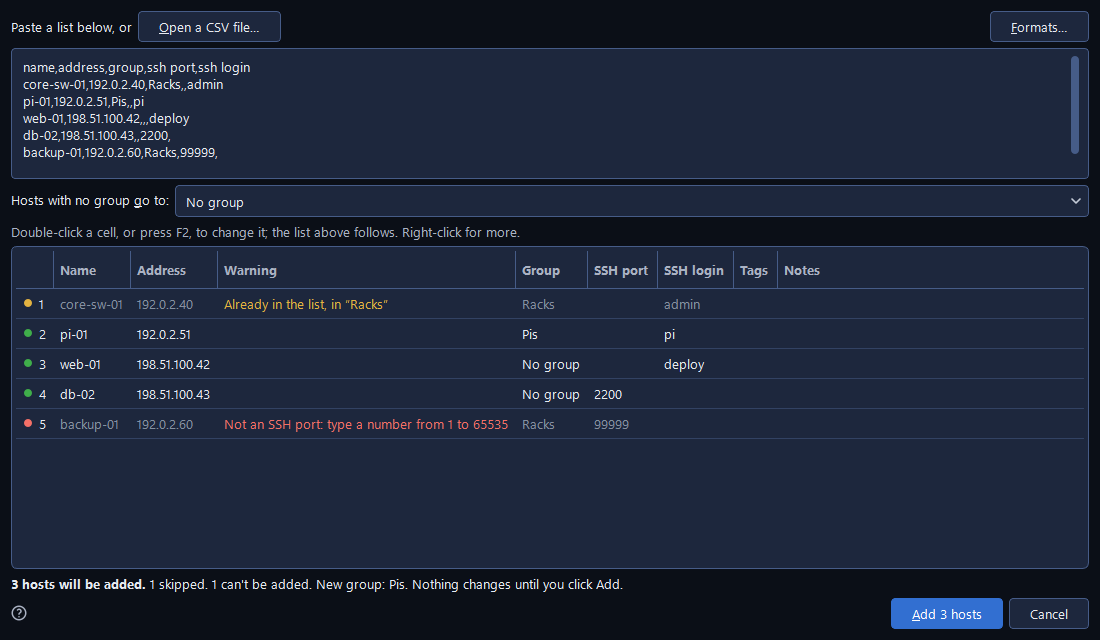 Paste a list below, or Open a CSV file... Formats...
name,address,group,ssh port,ssh login
core-sw-01,192.0.2.40,Racks,,admin
pi-01,192.0.2.51,Pis,,pi
web-01,198.51.100.42,,,deploy
db-02,198.51.100.43,,2200,
backup-01,192.0.2.60,Racks,99999,
Hosts with no group go to: No group
Double-click a cell, or press F2, to change it; the list above follows. Right-click for more.
Name Address Warning Group SSH port SSH login Tags Notes
1 core-sw-01 192.0.2.40 Already in the list, in "Racks" Racks admin
2 pi-01 192.0.2.51 Pis pi
3 web-01 198.51.100.42 No group deploy
4 db-02 198.51.100.43 No group 2200
5 backup-01 192.0.2.60 Not an SSH port: type a number from 1 to 65535 Racks 99999
3 hosts will be added. 1 skipped. 1 can't be added. New group: Pis. Nothing changes until you click Add.
? Add 3 hosts Cancel